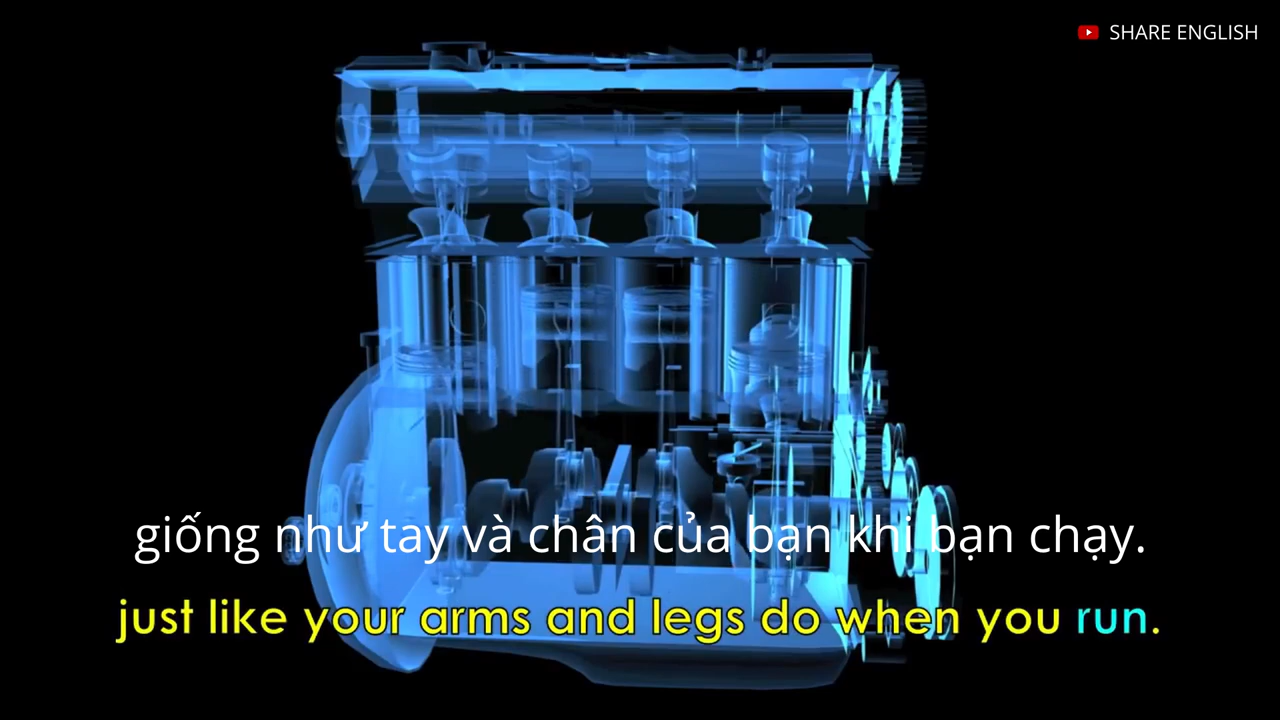 SHARE ENGLISH
giống như tay và chân của bạn khi bạn chạy.
just like your arms and legs do when you run.